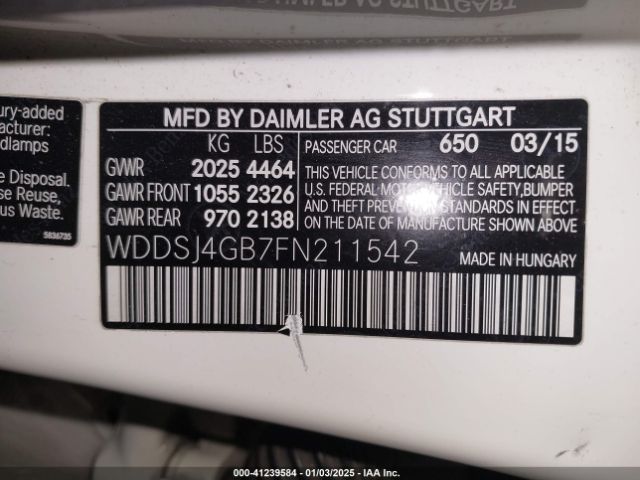 MFD BY DAIMLER AG STUTTGART
KG LBS
GWWR 2025 4464
GAWR FRONT 1055 2326
GAWR REAR 970 2138
PASSENGER CAR 650 03/15
THIS VEHICLE CONFORMS TO ALL APPLICABLE
U.S. FEDERAL MOTOR VEHICLE SAFETY, BUMPER
AND THEFT PREVENTION STANDARDS IN EFFECT
ON THE DATE OF MANUFACTURE SHOWN ABOVE
WDDSJ4GB7FN211542
MADE IN HUNGARY
ury-added
acturer:
dlamps
e Disposal.
Reuse,
us Waste.
5836735
000-41239584 - 01/03/2025 - IAA Inc.